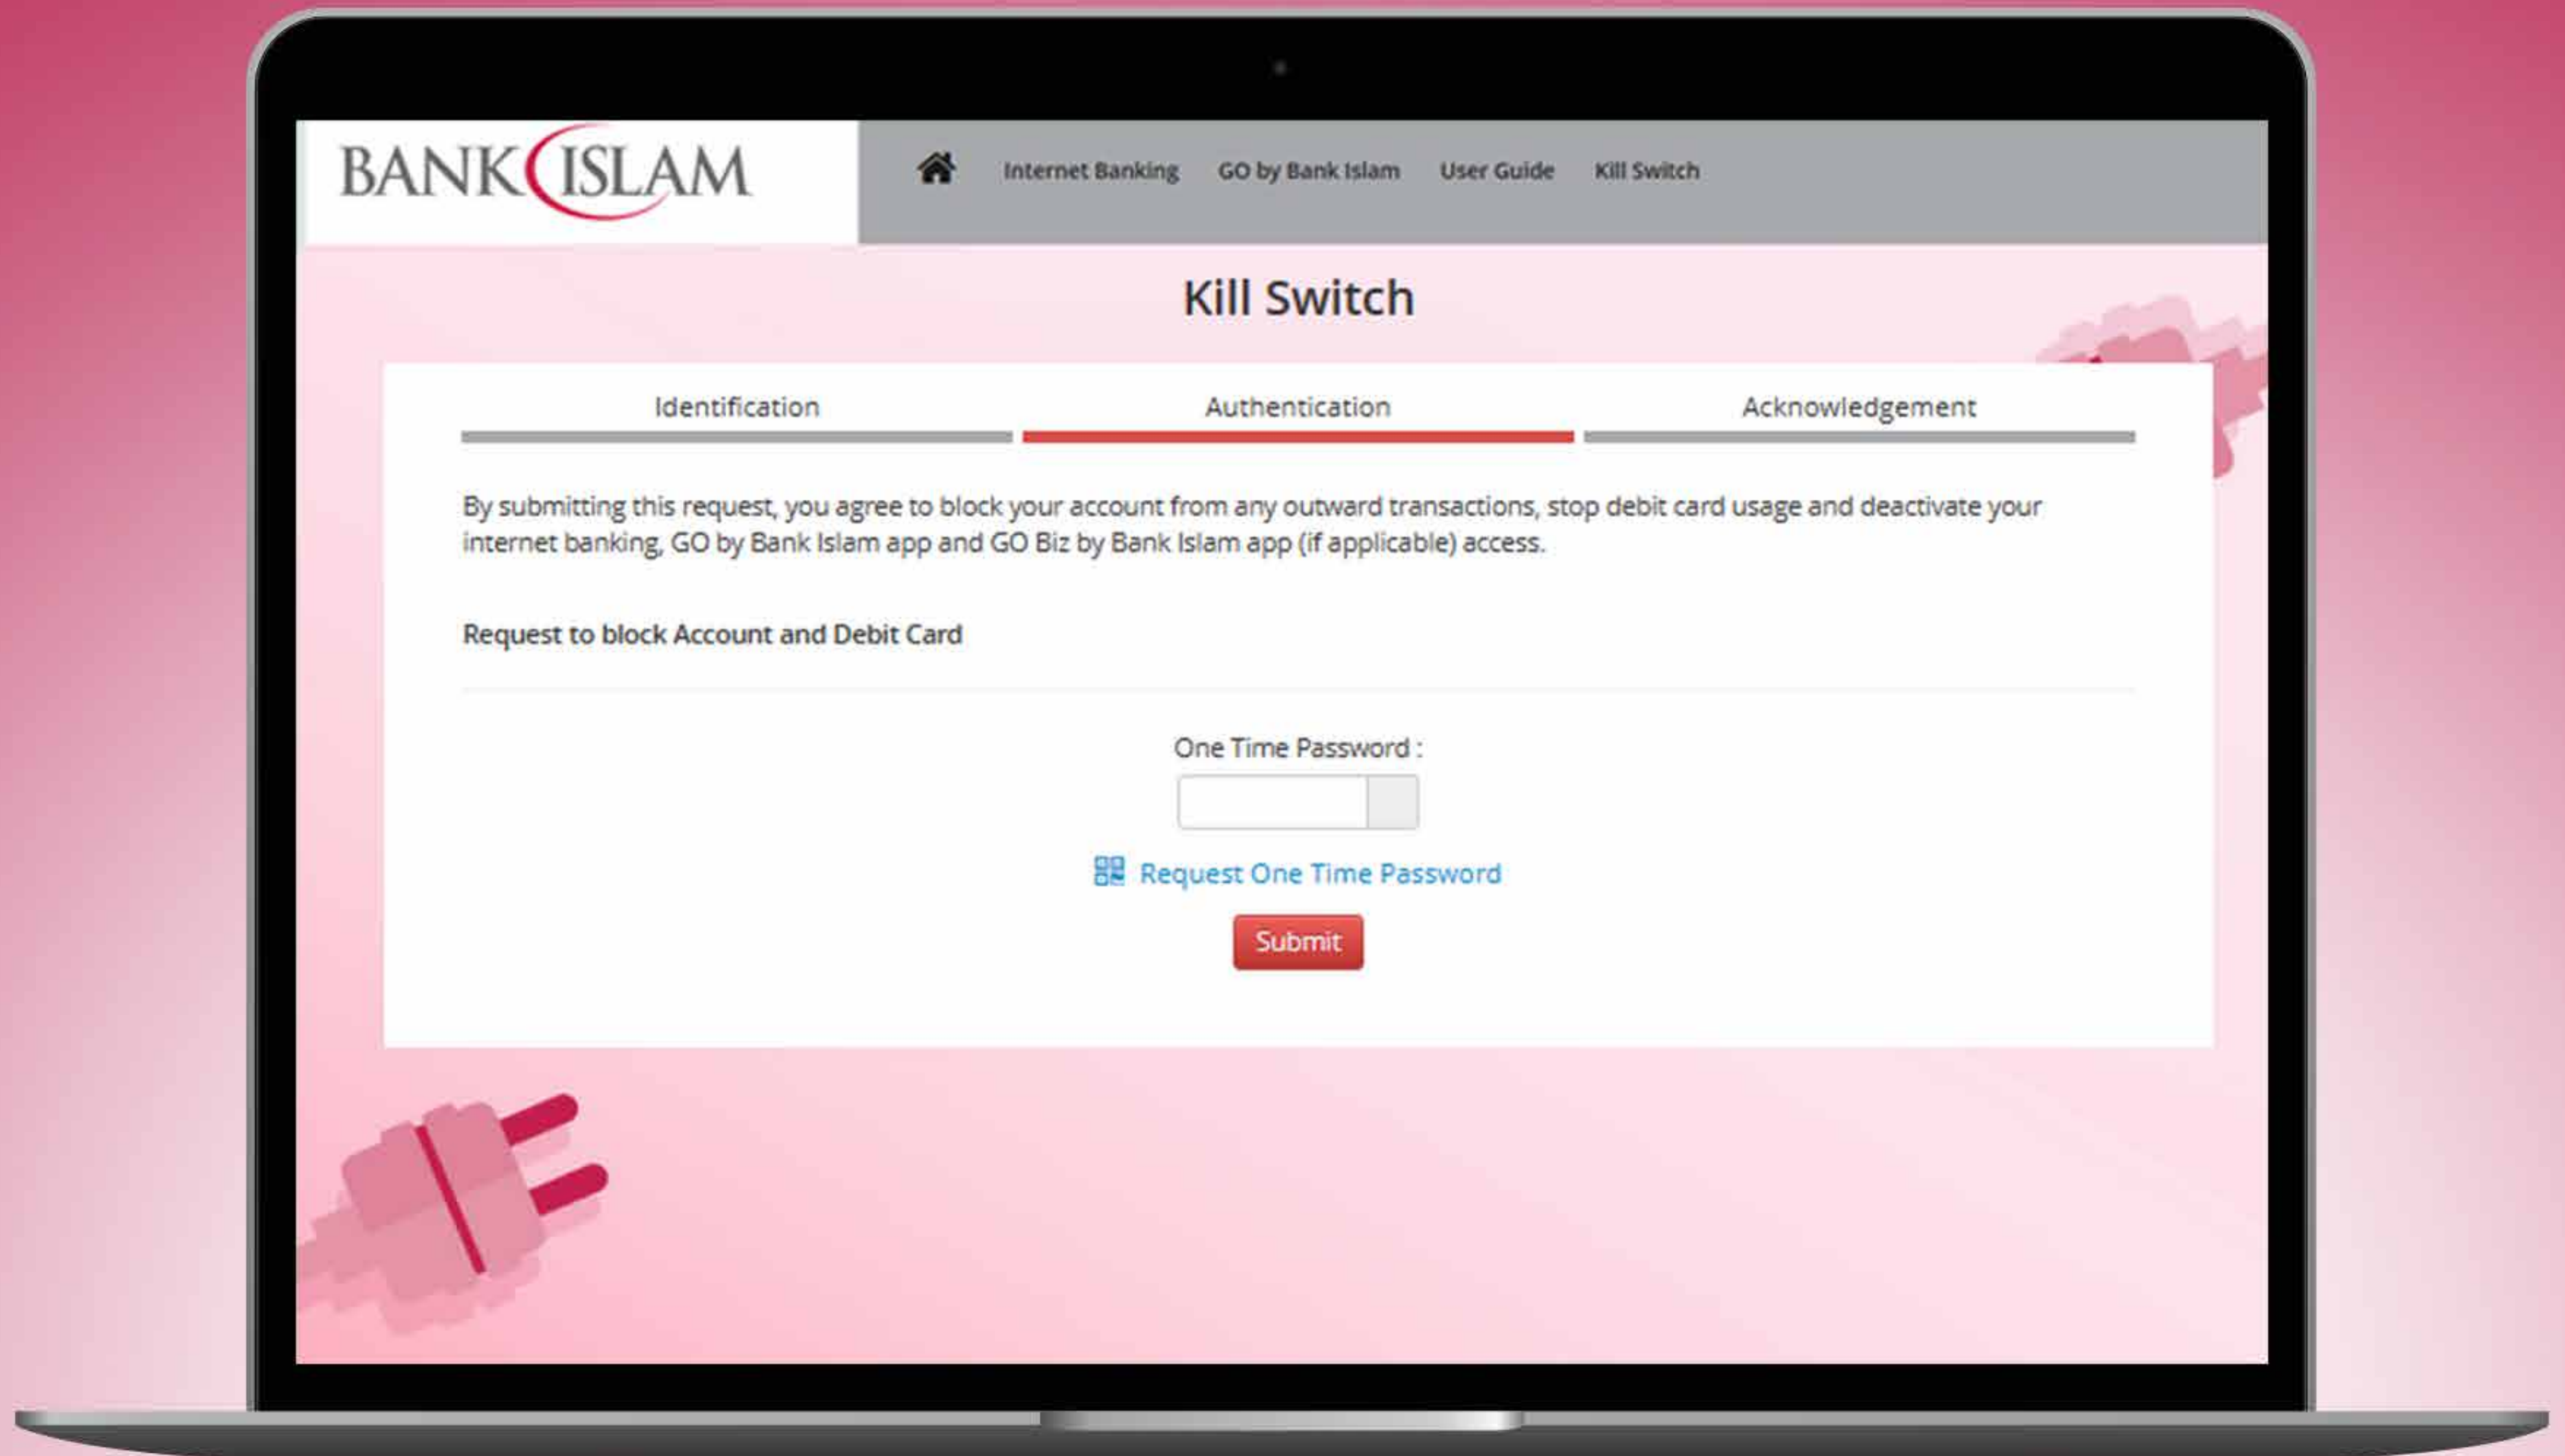 BANK ISLAM
Internet Banking GO by Bank Islam User Guide Kill Switch
Kill Switch
Identification Authentication Acknowledgement
By submitting this request, you agree to block your account from any outward transactions, stop debit card usage and deactivate your
internet banking, GO by Bank Islam app and GO Biz by Bank Islam app (if applicable) access.
Request to block Account and Debit Card
One Time Password :
Request One Time Password
Submit